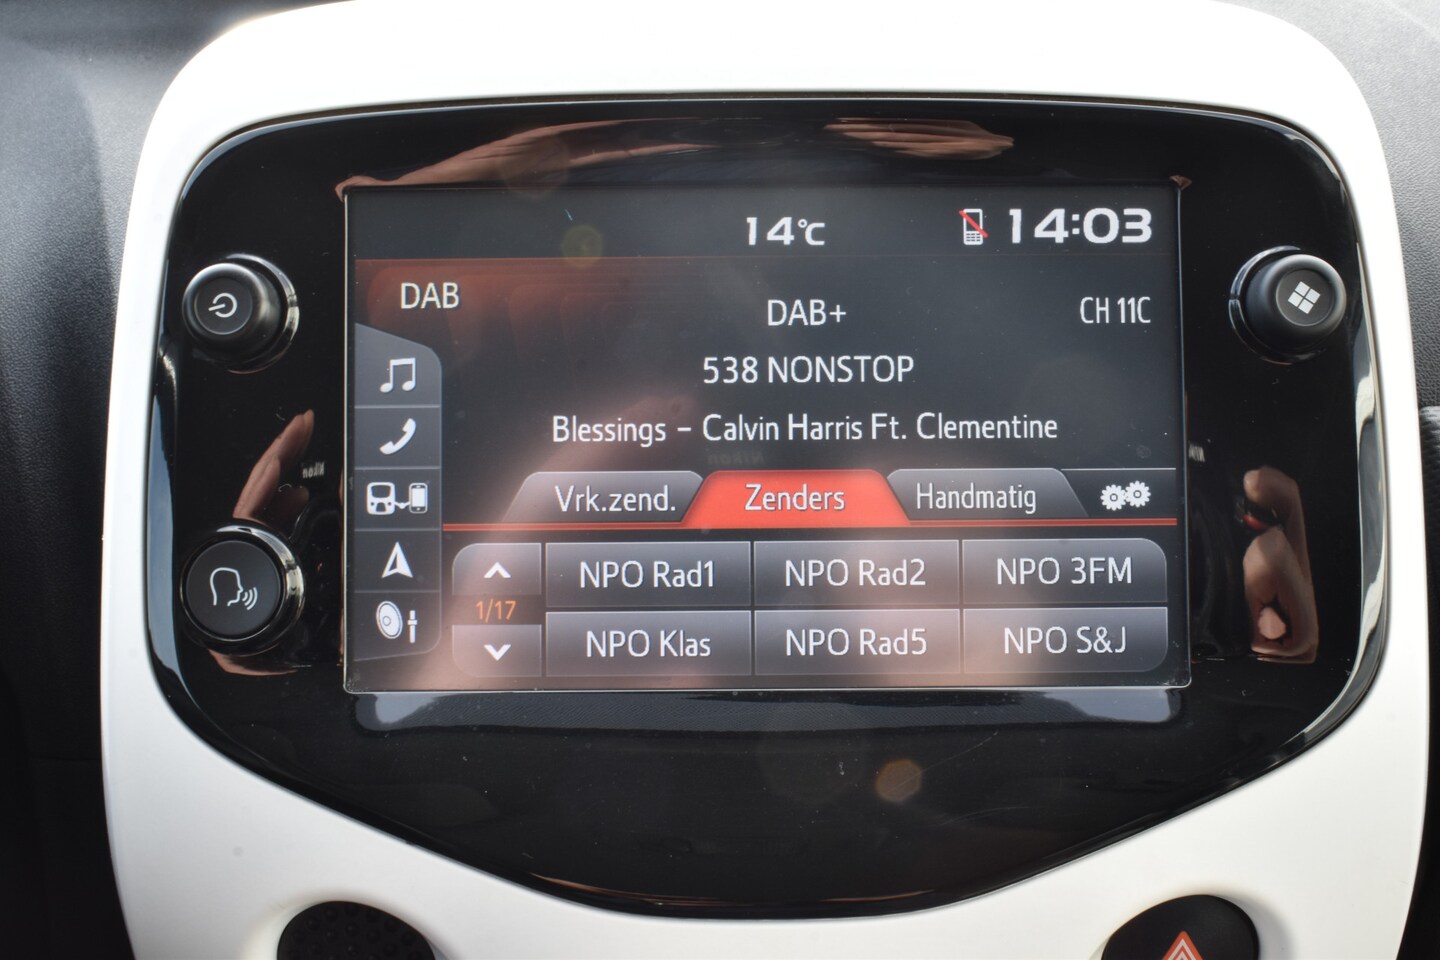 14°C 14:03
DAB DAB+ CH 11C
538 NONSTOP
Blessings - Calvin Harris Ft. Clementine
Vrk.zend. Zenders Handmatig
NPO Rad1 NPO Rad2 NPO 3FM
1/17
NPO Klas NPO Rad5 NPO S&J